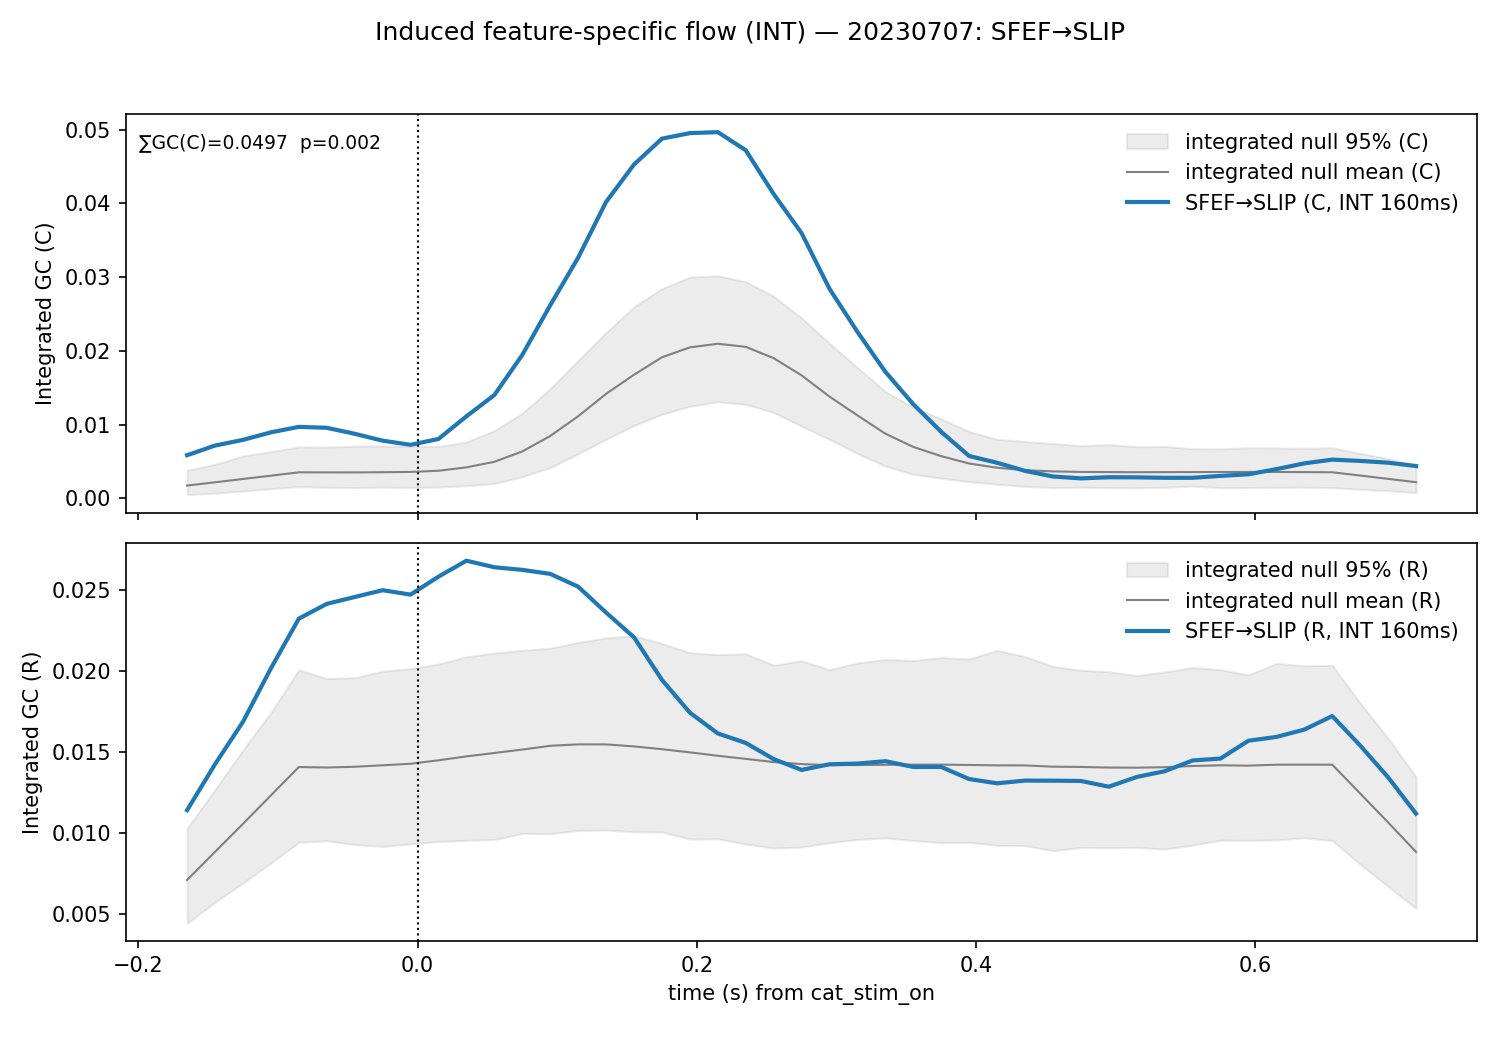 Induced feature-specific flow (INT) — 20230707: SFEF→SLIP
∑GC(C)=0.0497  p=0.002
integrated null 95% (C)
integrated null mean (C)
SFEF→SLIP (C, INT 160ms)
Integrated GC (C)
0.05
0.04
0.03
0.02
0.01
0.00
integrated null 95% (R)
integrated null mean (R)
SFEF→SLIP (R, INT 160ms)
Integrated GC (R)
0.025
0.020
0.015
0.010
0.005
−0.2
0.0
0.2
0.4
0.6
time (s) from cat_stim_on